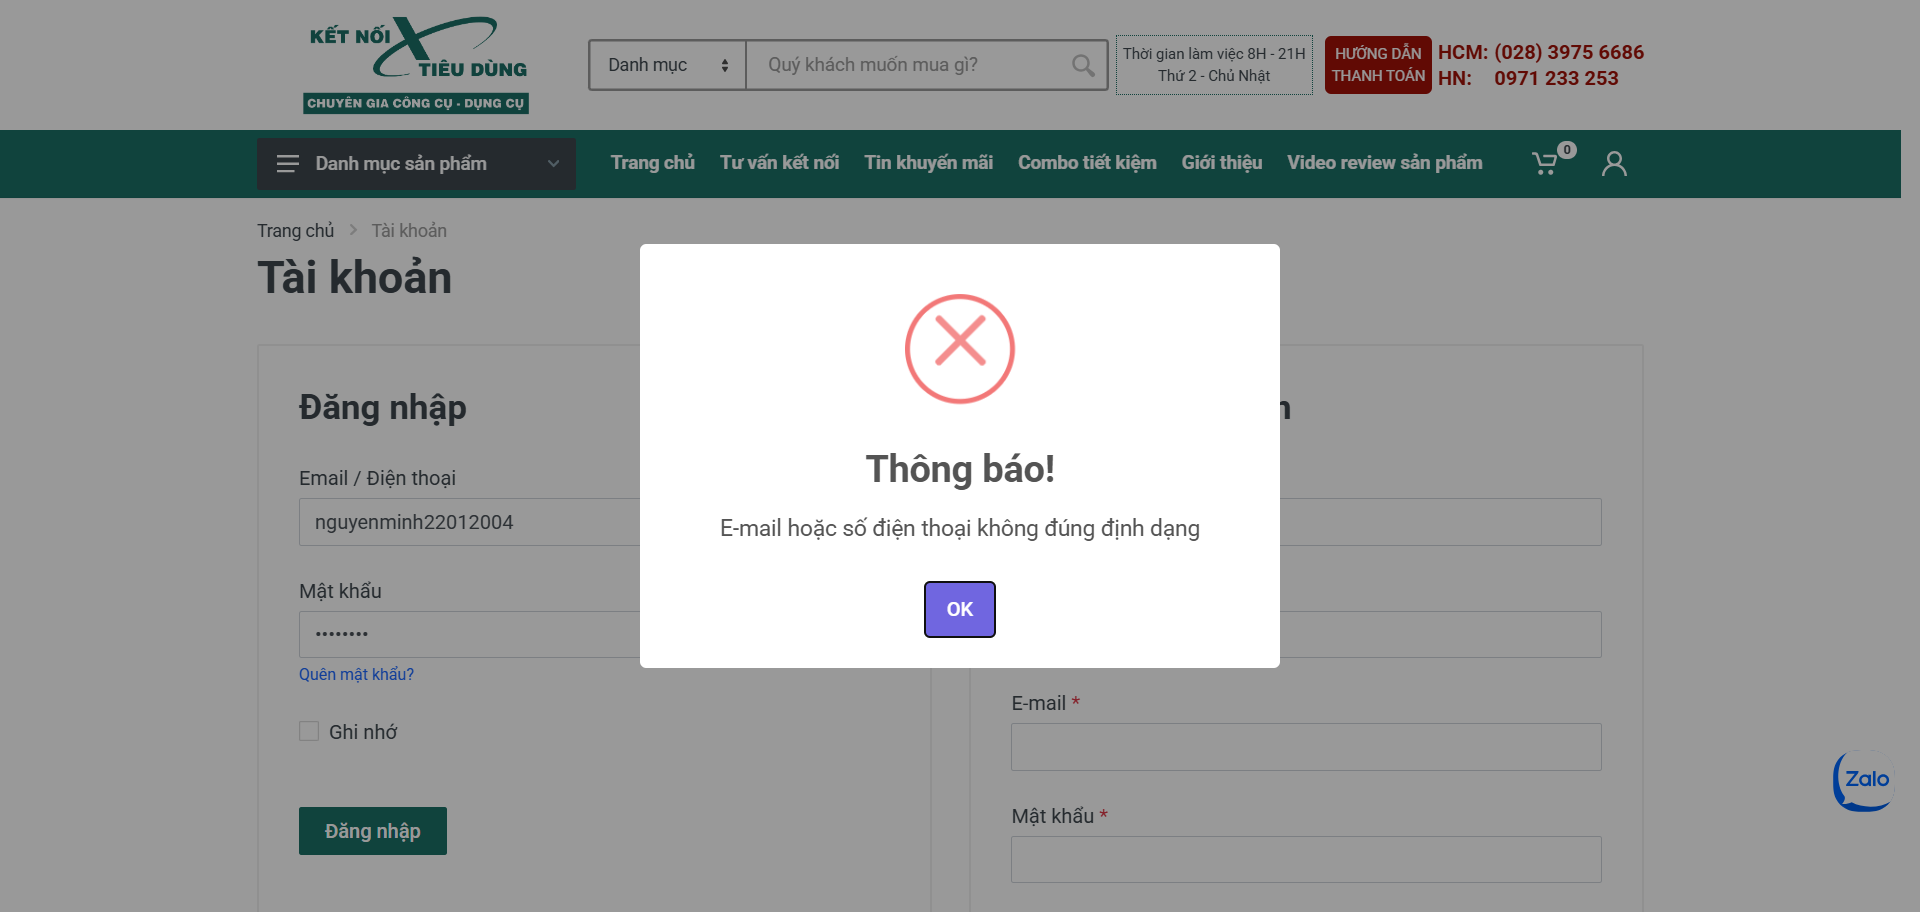 KẾT NỐI
TIÊU DÙNG
CHUYÊN GIA CÔNG CỤ - DỤNG CỤ
Danh mục
Quý khách muốn mua gì?
Thời gian làm việc 8H - 21H
Thứ 2 - Chủ Nhật
HƯỚNG DẪN
THANH TOÁN
HCM: (028) 3975 6686
HN: 0971 233 253
Danh mục sản phẩm
Trang chủ
Tư vấn kết nối
Tin khuyến mãi
Combo tiết kiệm
Giới thiệu
Video review sản phẩm
0
Trang chủ
Tài khoản
Tài khoản
Thông báo!
E-mail hoặc số điện thoại không đúng định dạng
OK
Đăng nhập
Email / Điện thoại
nguyenminh22012004
Mật khẩu
••••••••
Quên mật khẩu?
Ghi nhớ
Đăng nhập
E-mail *
Mật khẩu *
Zalo